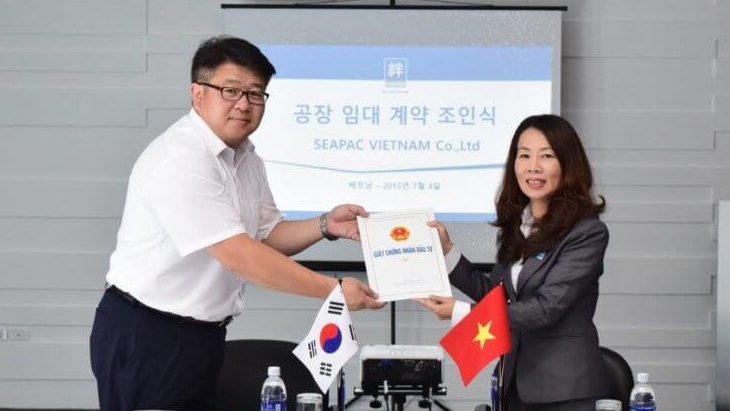 絆
공장 임대 계약 조인식
SEAPAC VIETNAM Co.,Ltd
베트남 - 2015년 7월 4일
GIẤY CHỨNG NHẬN ĐẦU TƯ